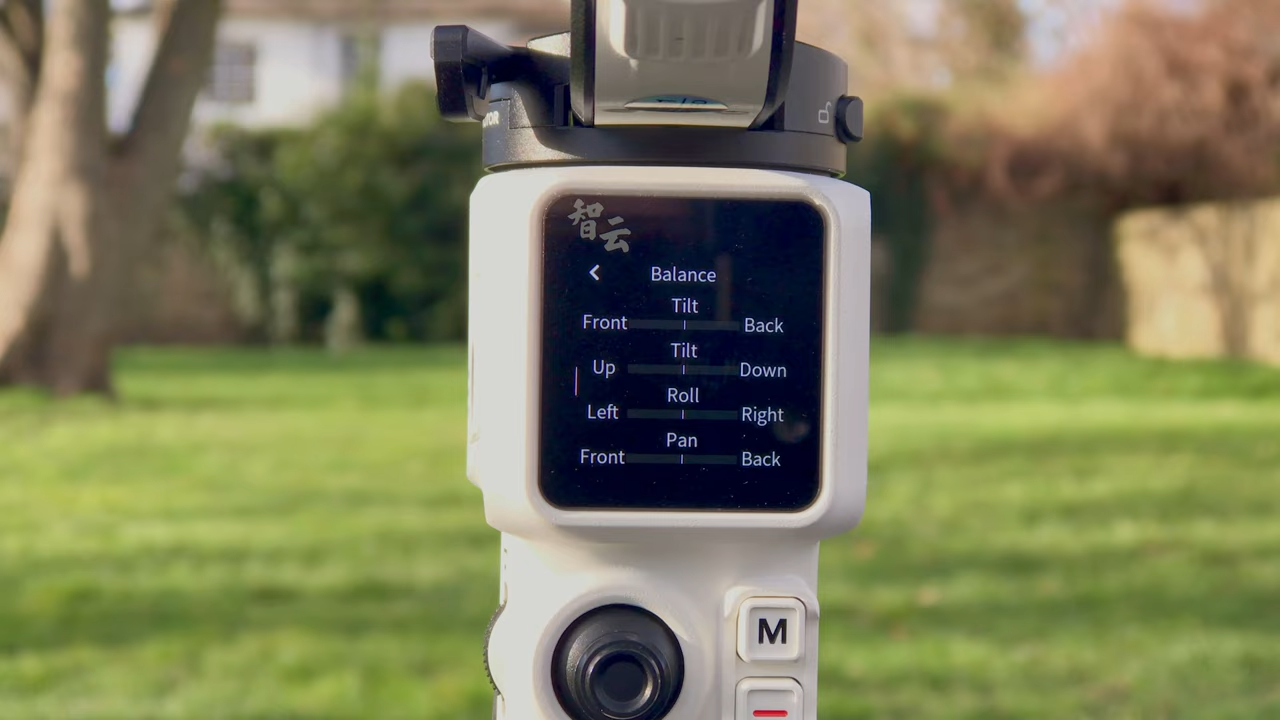 智云
Balance
Tilt
Front Back
Tilt
Up Down
Roll
Left Right
Pan
Front Back
M